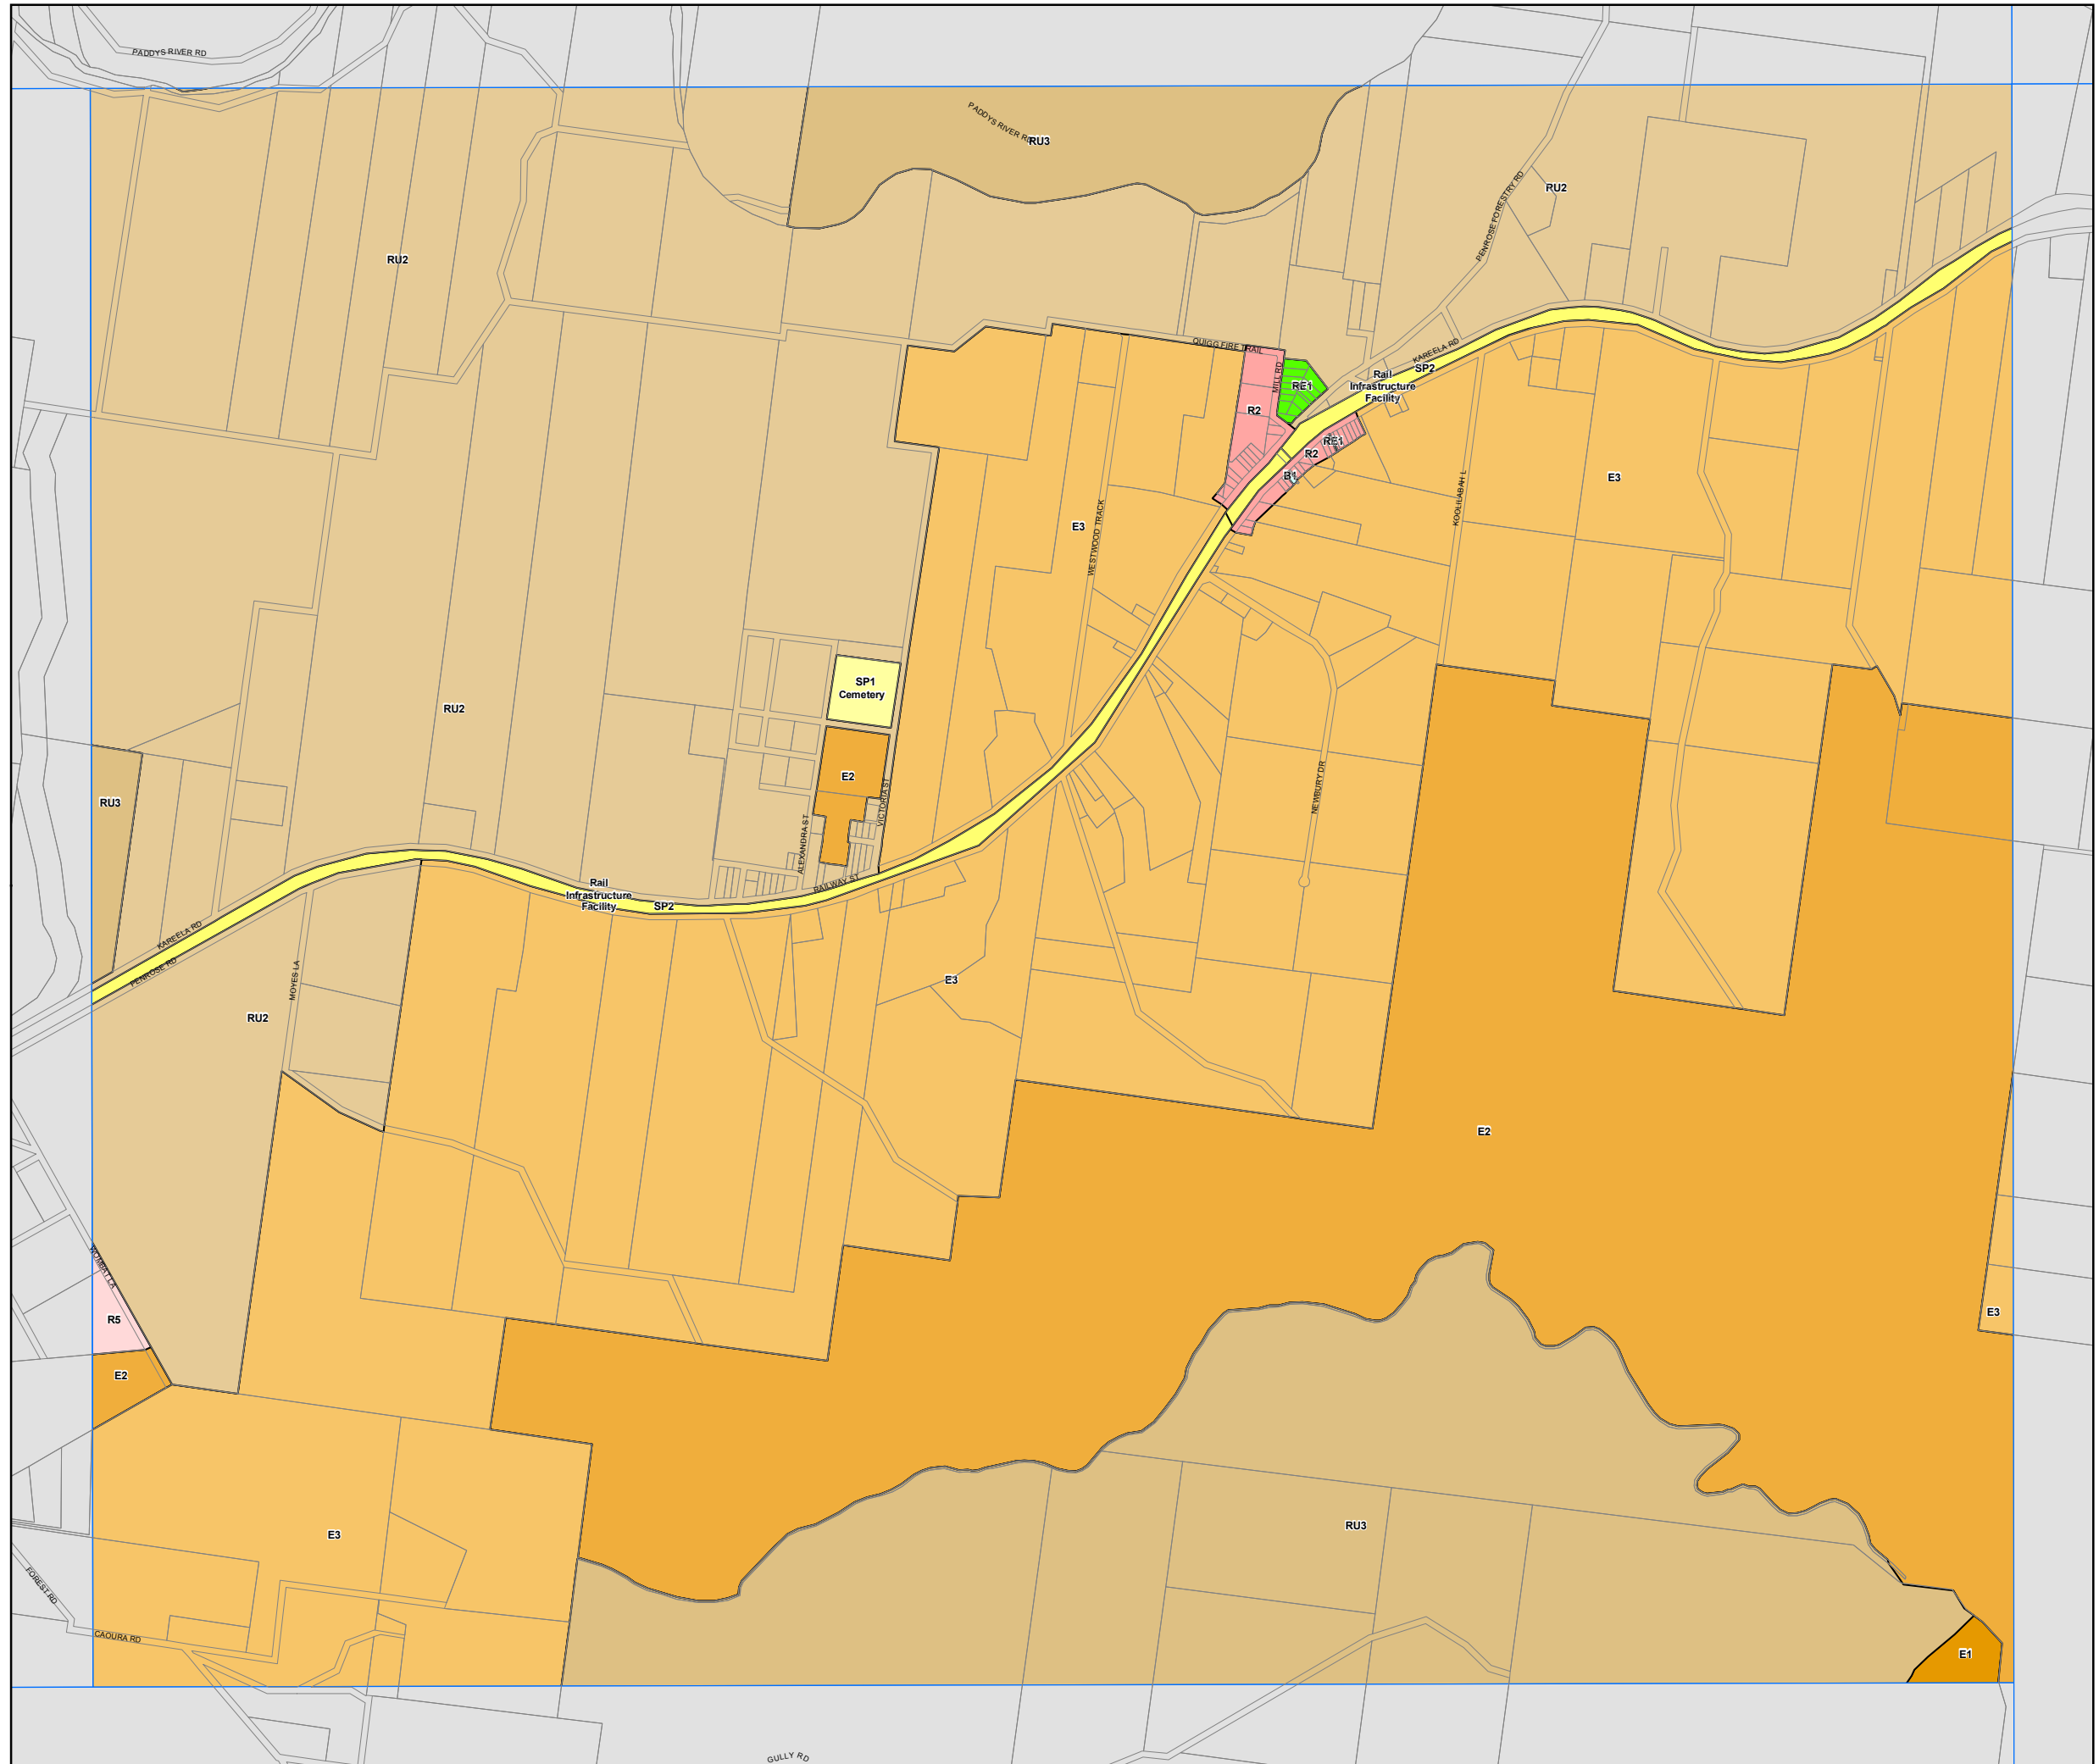 PADDYS RIVER RD
PADDYS RIVER RD
RU3
RU2
PENROSE FORESTRY RD
RU2
QUIGG FIRE TRAIL
KAREELA RD
SP2
MILL RD
RE1
Rail
Infrastructure
Facility
R2
RE1
R2
B1
KOOLILABAH L
E3
E3
WESTWOOD TRACK
SP1
Cemetery
RU2
E2
VICTORIA ST
ALEXANDRA ST
NEWBURY DR
RU3
Rail
Infrastructure
Facility
SP2
RAILWAY ST
KAREELA RD
PENROSE RD
MOYES LA
E3
RU2
E2
WOMBAT LA
R5
E3
E2
E3
RU3
FOREST RD
CAOURA RD
E1
GULLY RD